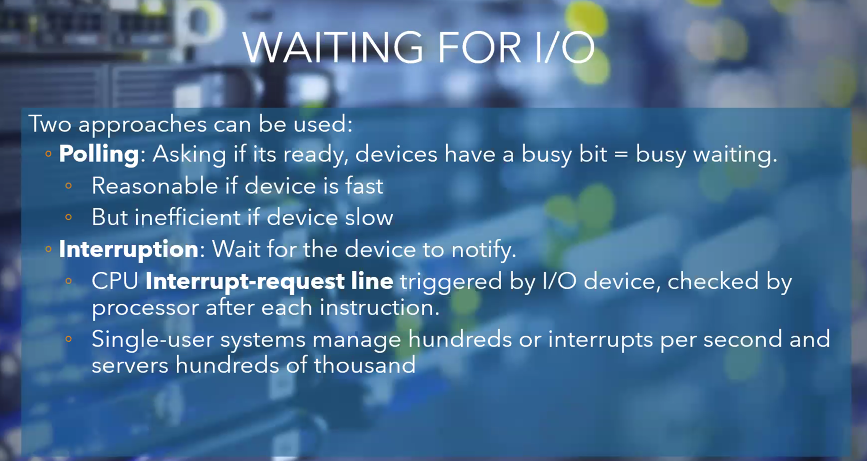 WAITING FOR I/O
Two approaches can be used:
◦ Polling: Asking if its ready, devices have a busy bit = busy waiting.
◦ Reasonable if device is fast
◦ But inefficient if device slow
◦ Interruption: Wait for the device to notify.
◦ CPU Interrupt-request line triggered by I/O device, checked by
processor after each instruction.
◦ Single-user systems manage hundreds or interrupts per second and
servers hundreds of thousand